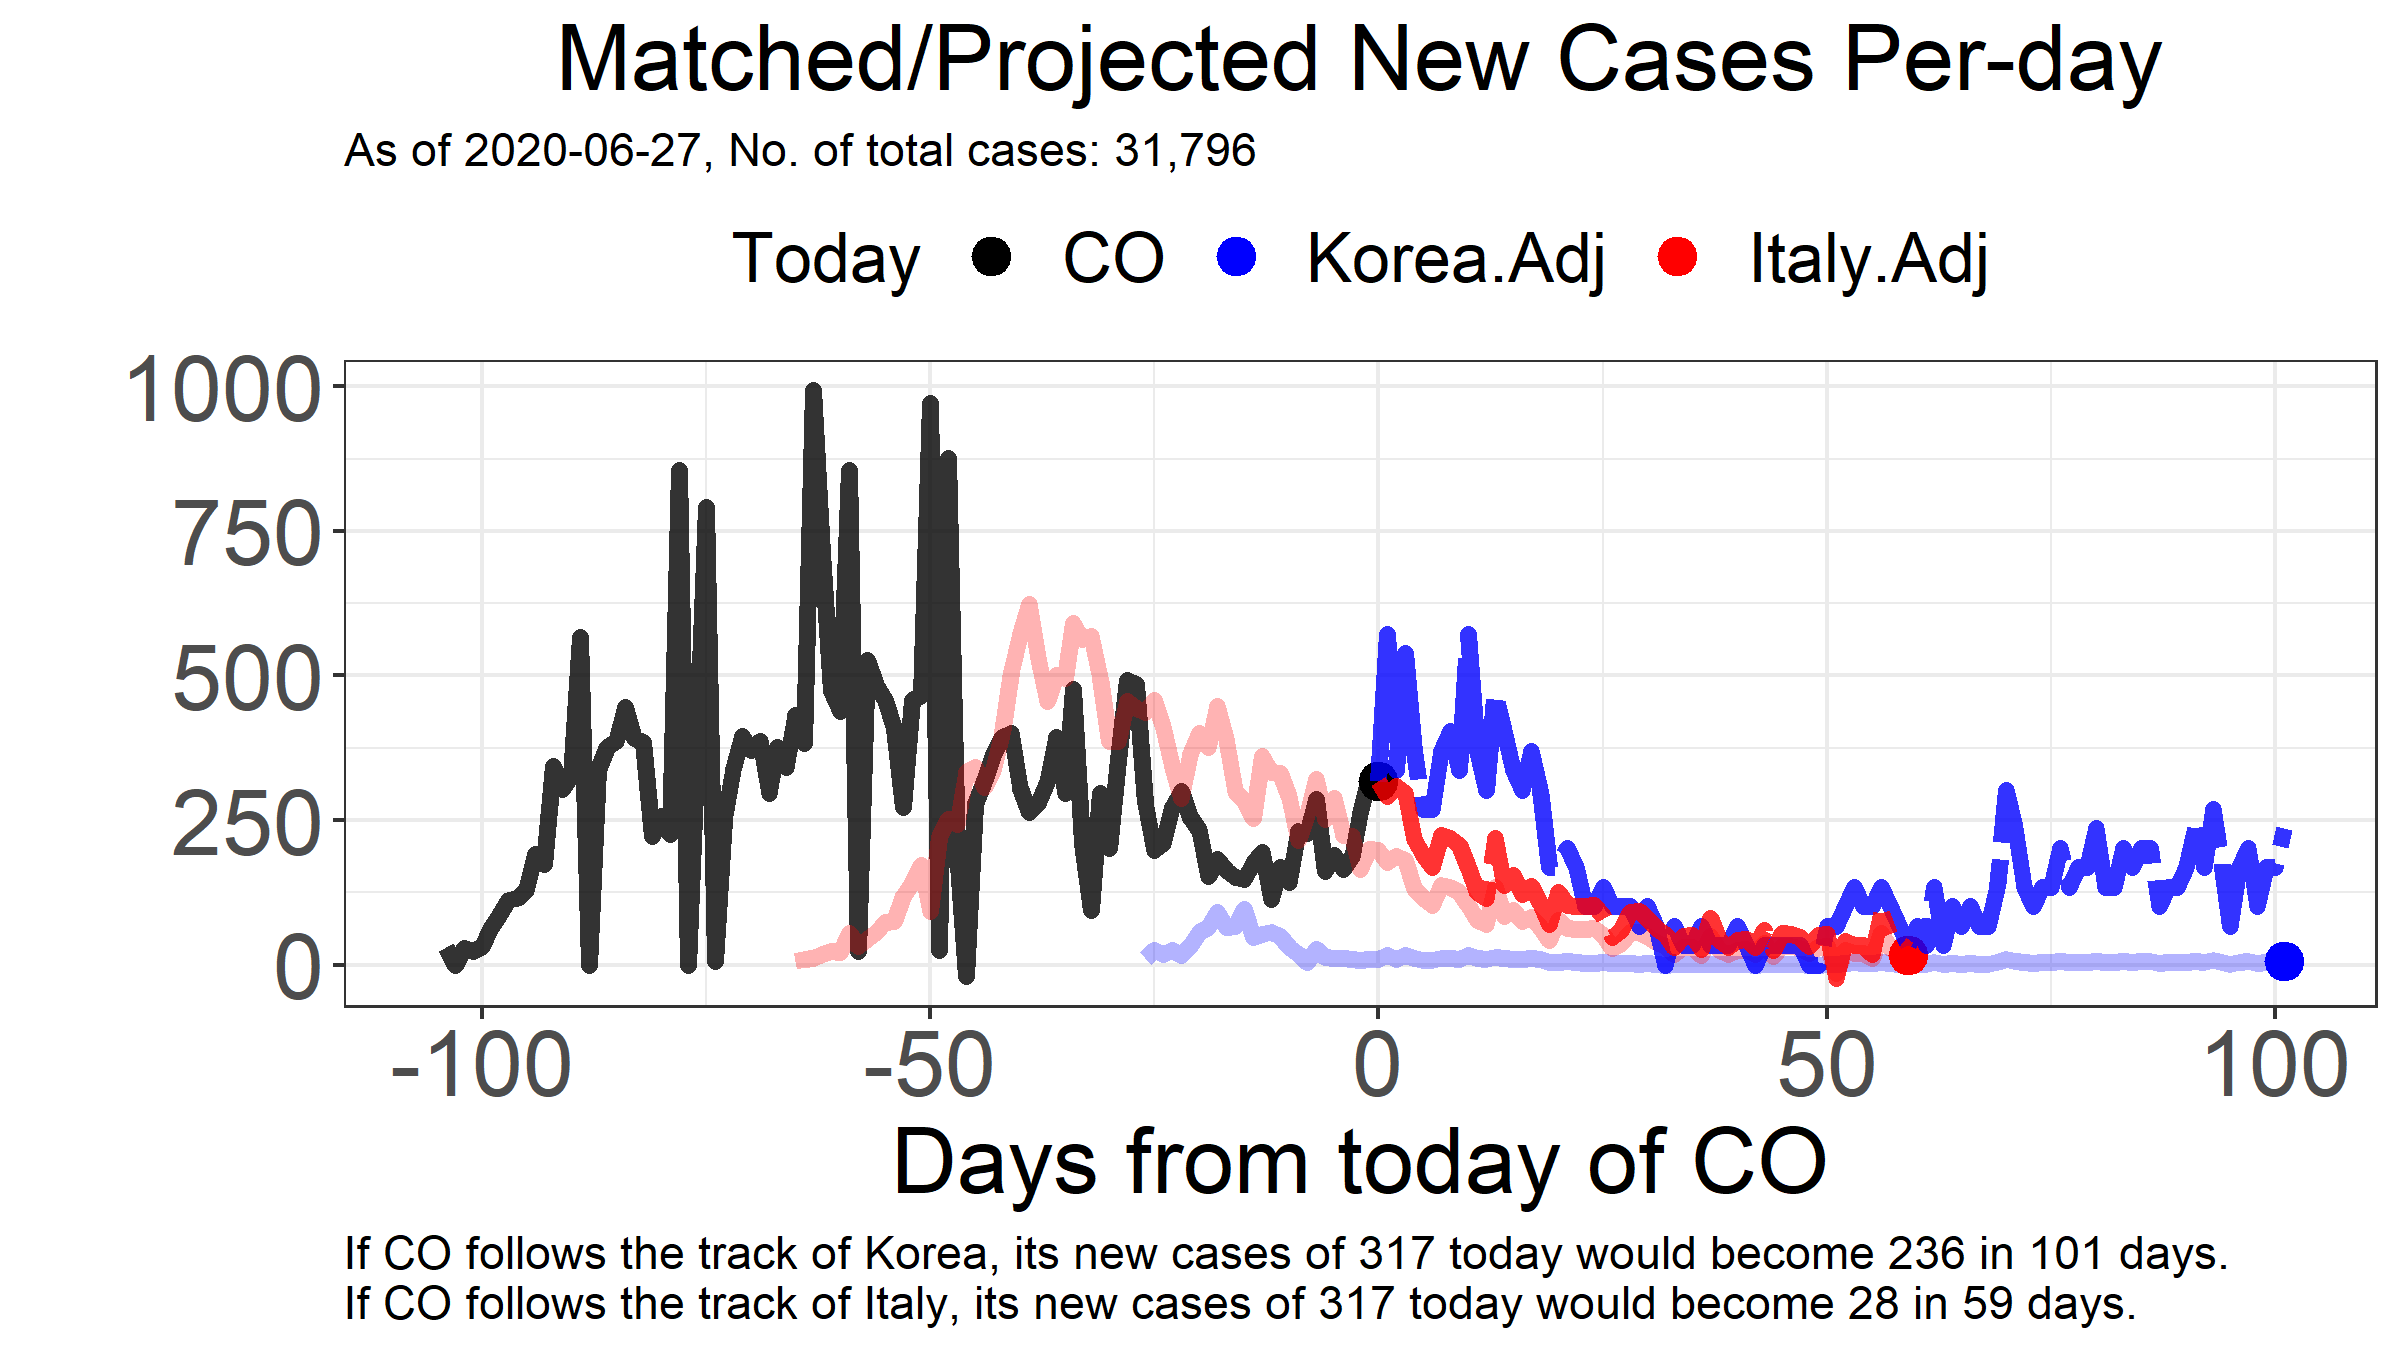 Matched/Projected New Cases Per-day
As of 2020-06-27, No. of total cases: 31,796
Today CO Korea.Adj Italy.Adj
1000
750
500
250
0
-100 -50 0 50 100
Days from today of CO
If CO follows the track of Korea, its new cases of 317 today would become 236 in 101 days.
If CO follows the track of Italy, its new cases of 317 today would become 28 in 59 days.